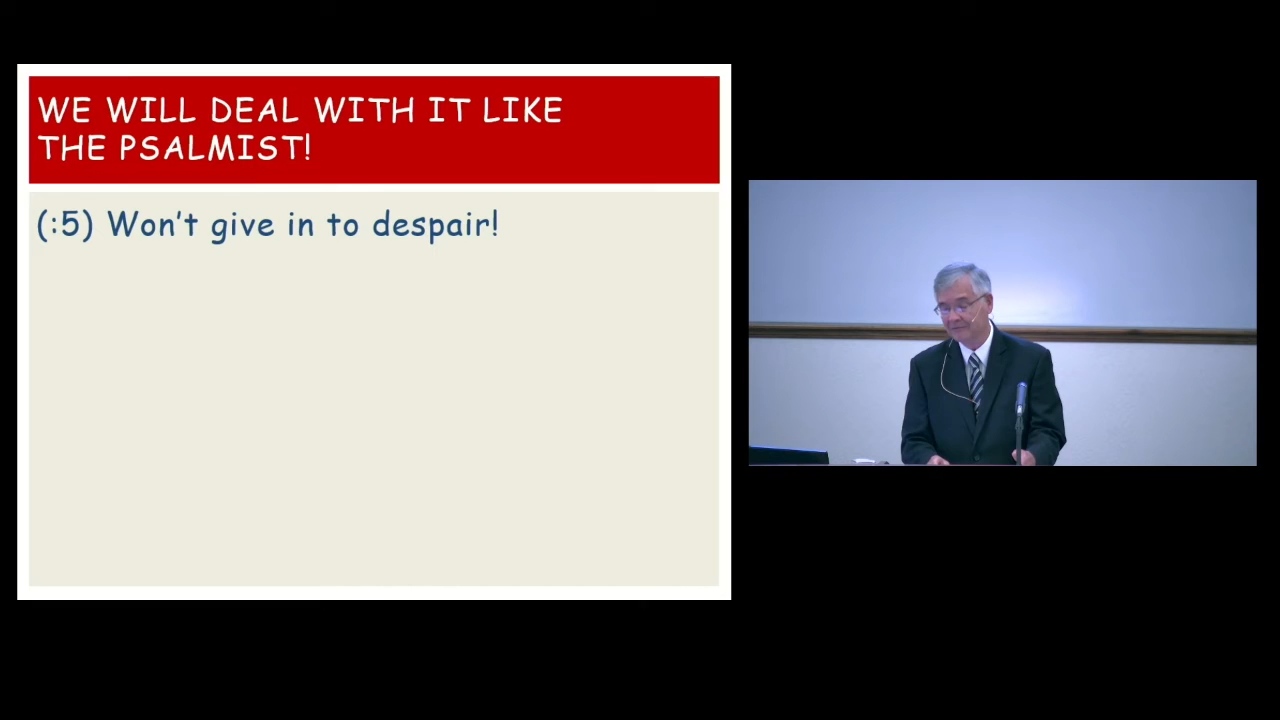 WE WILL DEAL WITH IT LIKE
THE PSALMIST!
(:5) Won't give in to despair!